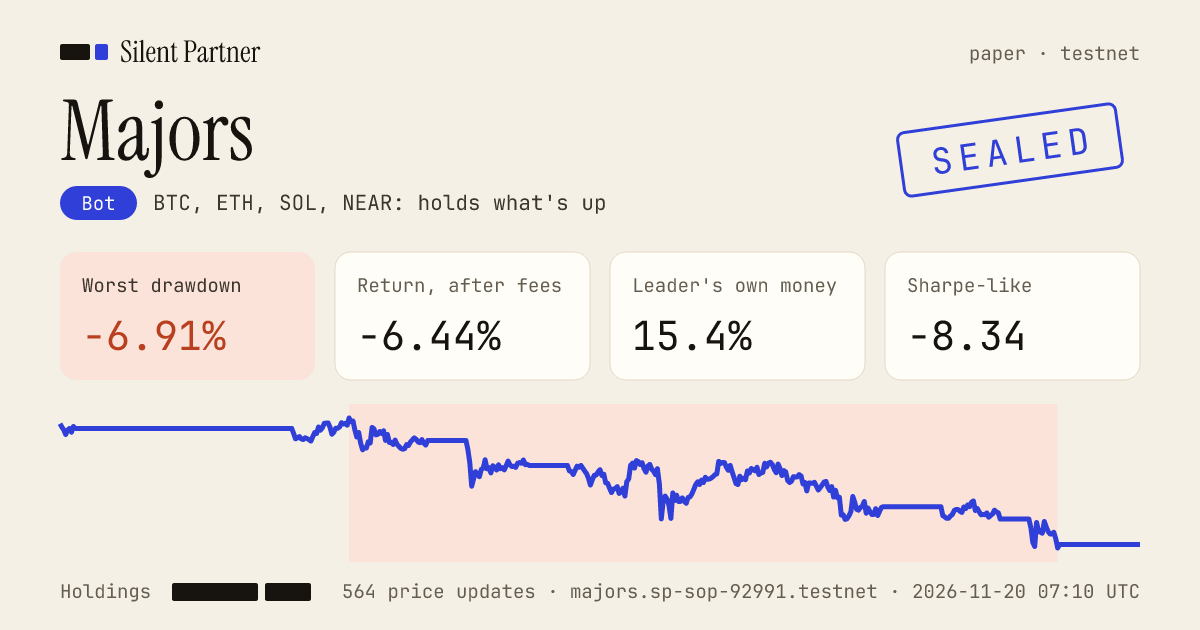 Silent Partner
paper · testnet
Majors
SEALED
Bot
BTC, ETH, SOL, NEAR: holds what's up
Worst drawdown
-6.91%
Return, after fees
-6.44%
Leader's own money
15.4%
Sharpe-like
-8.34
Holdings
564 price updates · majors.sp-sop-92991.testnet · 2026-11-20 07:10 UTC